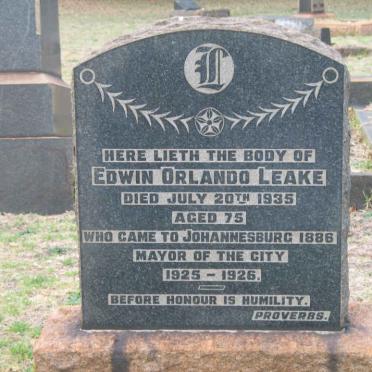 L
HERE LIETH THE BODY OF
EDWIN ORLANDO LEAKE
DIED JULY 20TH 1935
AGED 75
WHO CAME TO JOHANNESBURG 1886
MAYOR OF THE CITY
1925 - 1926.
BEFORE HONOUR IS HUMILITY.
PROVERBS.